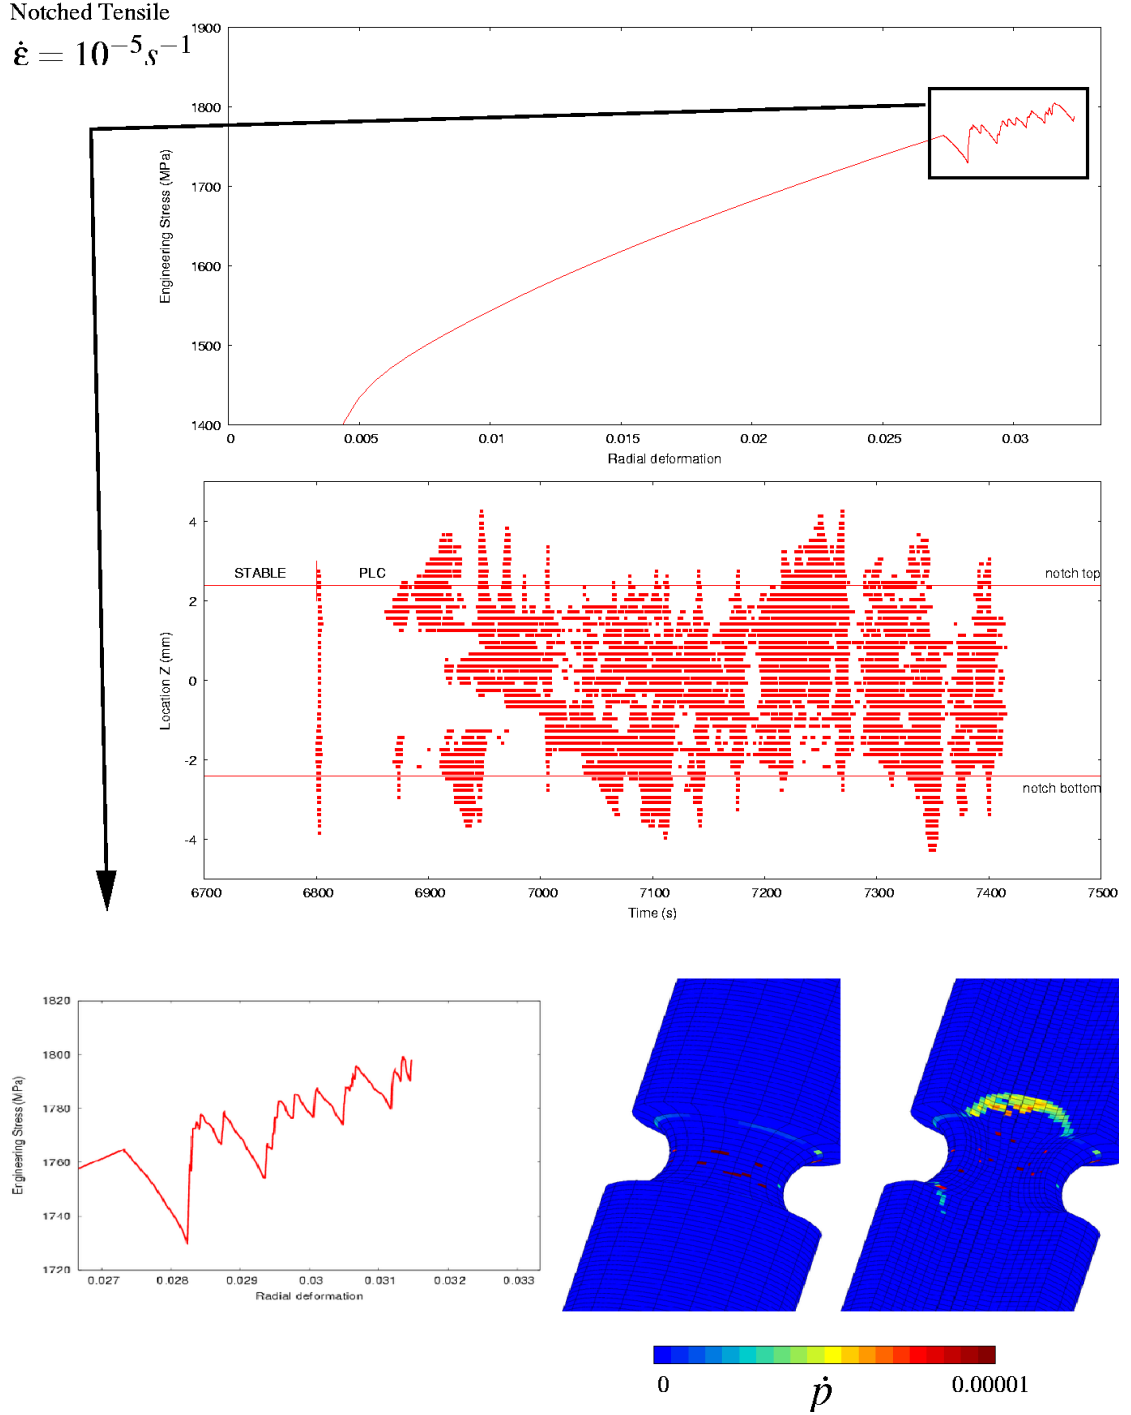 Notched Tensile
ε̇ = 10⁻⁵s⁻¹
1900
1800
1700
1600
1500
1400
Engineering Stress (MPa)
0 0.005 0.01 0.015 0.02 0.025 0.03
Radial deformation
4
2
0
-2
-4
Location Z (mm)
STABLE PLC notch top
notch bottom
6700 6800 6900 7000 7100 7200 7300 7400 7500
Time (s)
1820
1800
1780
1760
1740
1720
Engineering Stress (MPa)
0.027 0.028 0.029 0.03 0.031 0.032 0.033
Radial deformation
0 ṗ 0.00001